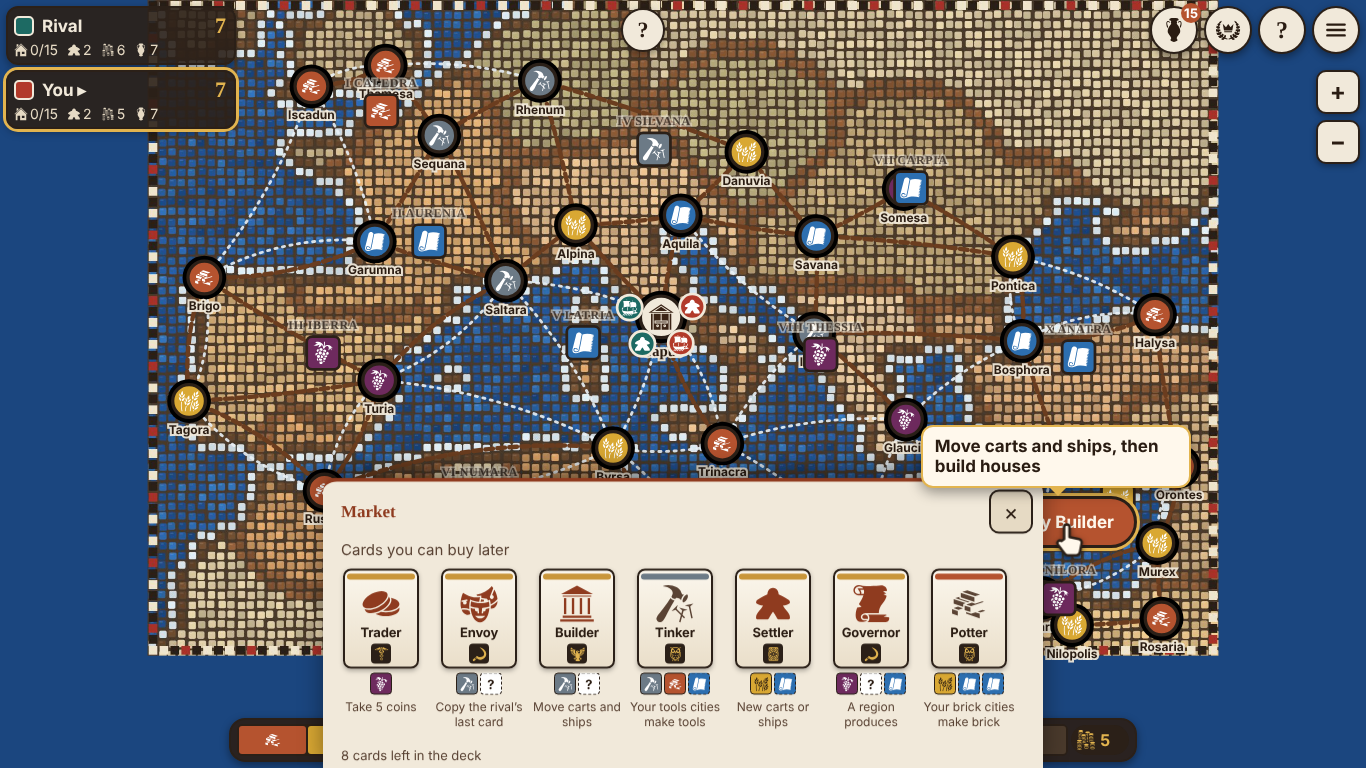 Rival
7
0/15 2 6 7
You ▸
7
0/15 2 5 7
?
15
?
+
−
I CALEDRA
Iscadun
Rhenum
IV SILVANA
Sequana
Danuvia
VII CARPIA
Somesa
II AURENIA
Garumna
Alpina
Aquila
Savana
Pontica
Brigo
Saltara
V LATRIA
VIII THESSIA
X ANATRA
Halysa
III IBERRA
Bosphora
Turia
Tagora
Trinacra
Byrsa
VI NUMARA
Move carts and ships, then
build houses
Orontes
Builder
Murex
NILORA
Nilopolis
Rosaria
Market
×
Cards you can buy later
Trader
Envoy
Builder
Tinker
Settler
Governor
Potter
? ? ?
Take 5 coins
Copy the rival's
last card
Move carts and
ships
Your tools cities
make tools
New carts or
ships
A region
produces
Your brick cities
make brick
8 cards left in the deck
5